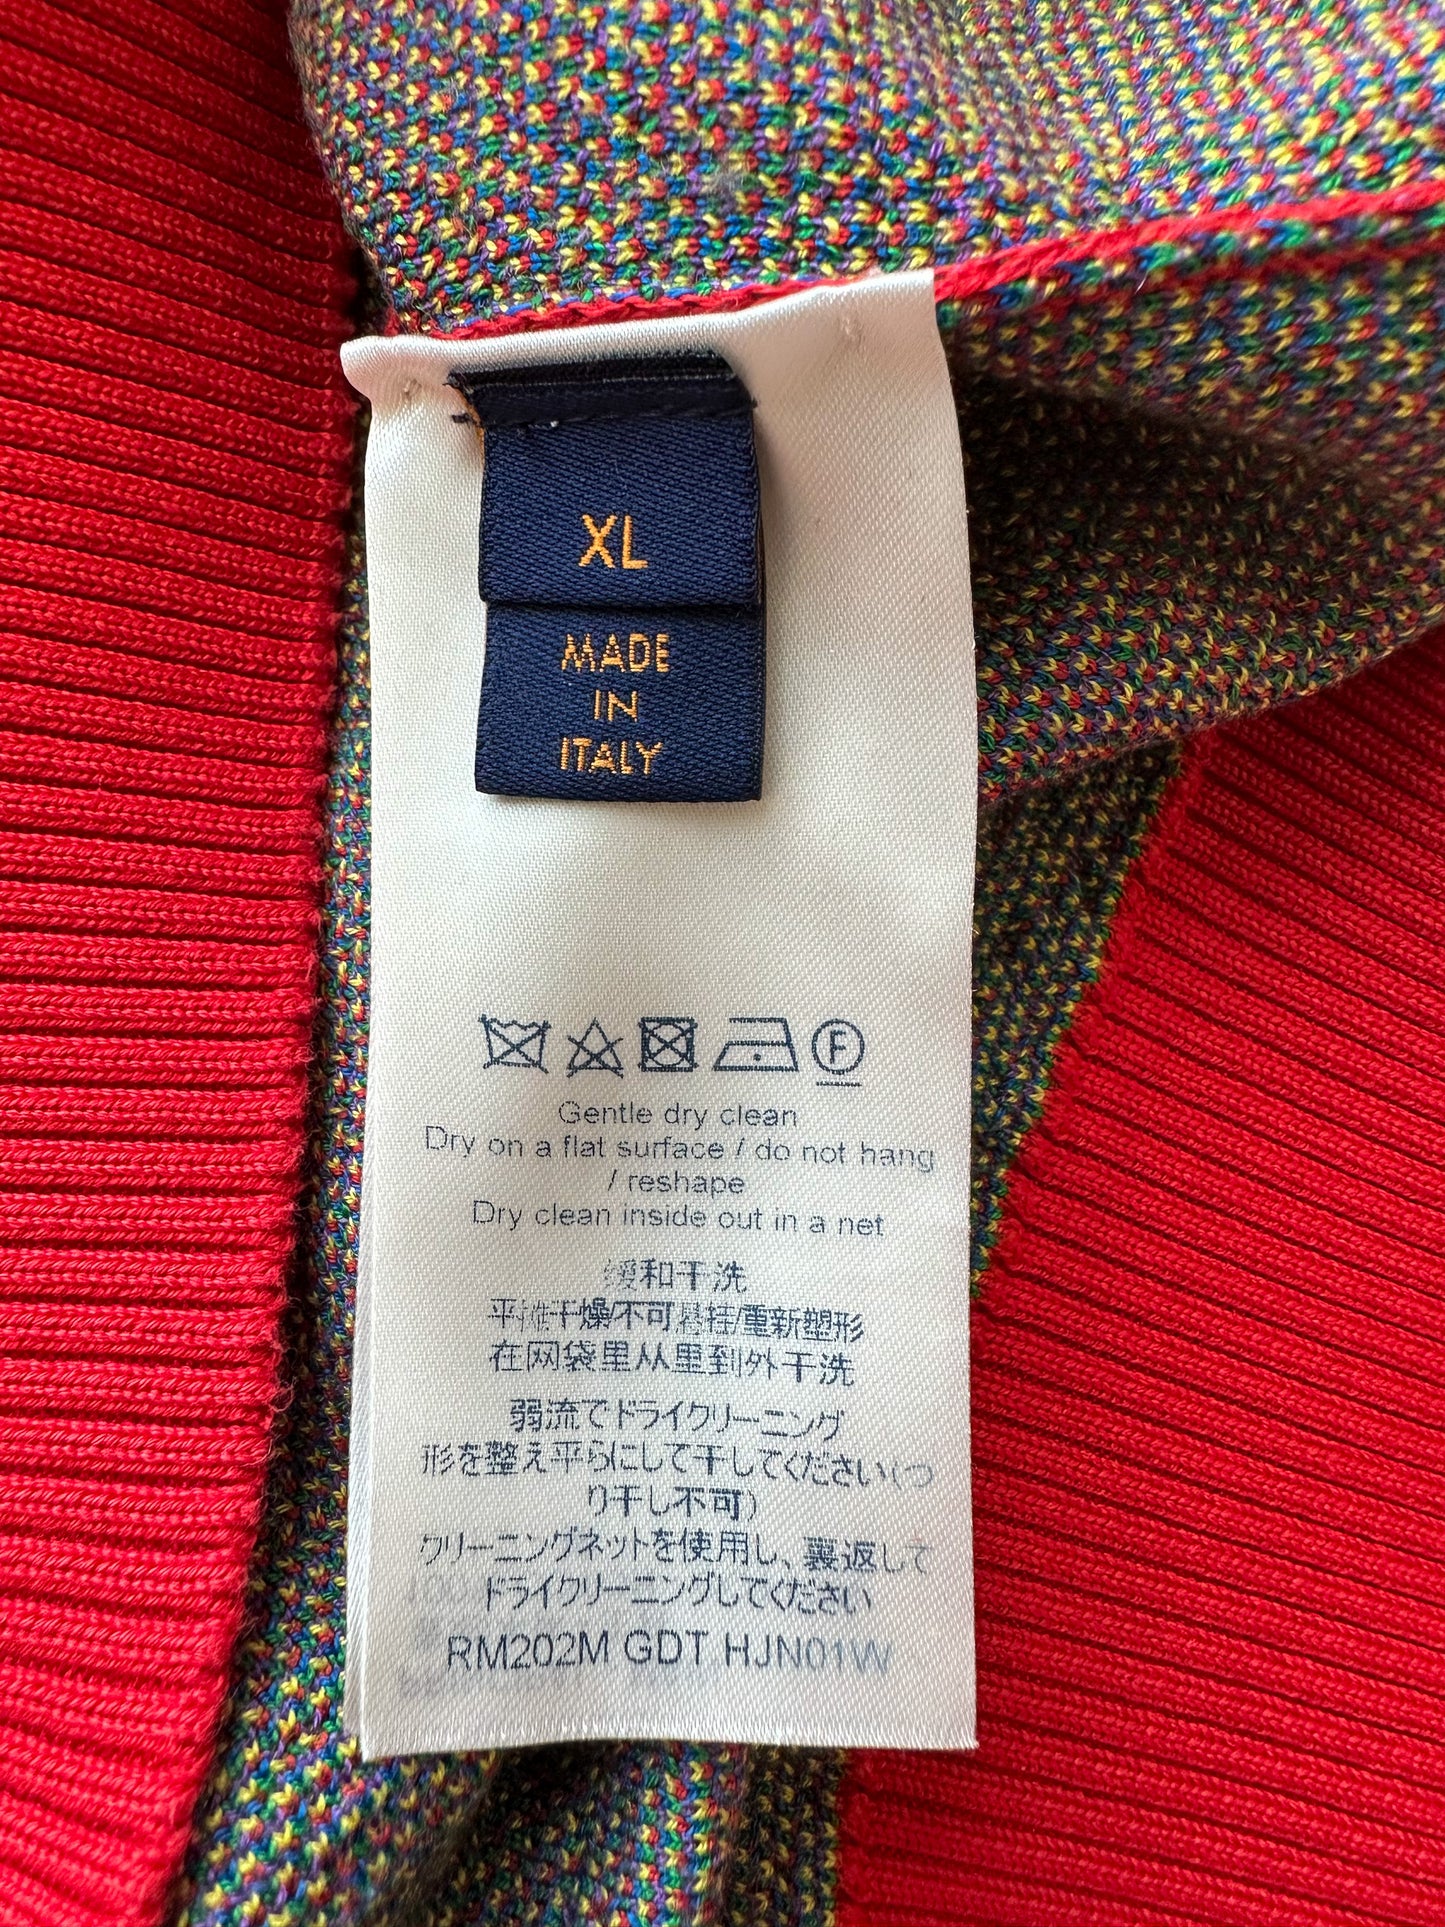 XL
MADE
IN
ITALY
F
Gentle dry clean
Dry on a flat surface / do not hang
/ reshape
Dry clean inside out in a net
缓和干洗
平摊干燥/不可悬挂/重新塑形
在网袋里从里到外干洗
弱流でドライクリーニング
形を整え平らにして干してください(つ
り干し不可)
クリーニングネットを使用し、裏返して
ドライクリーニングしてください
RM202M GDT HJN01W